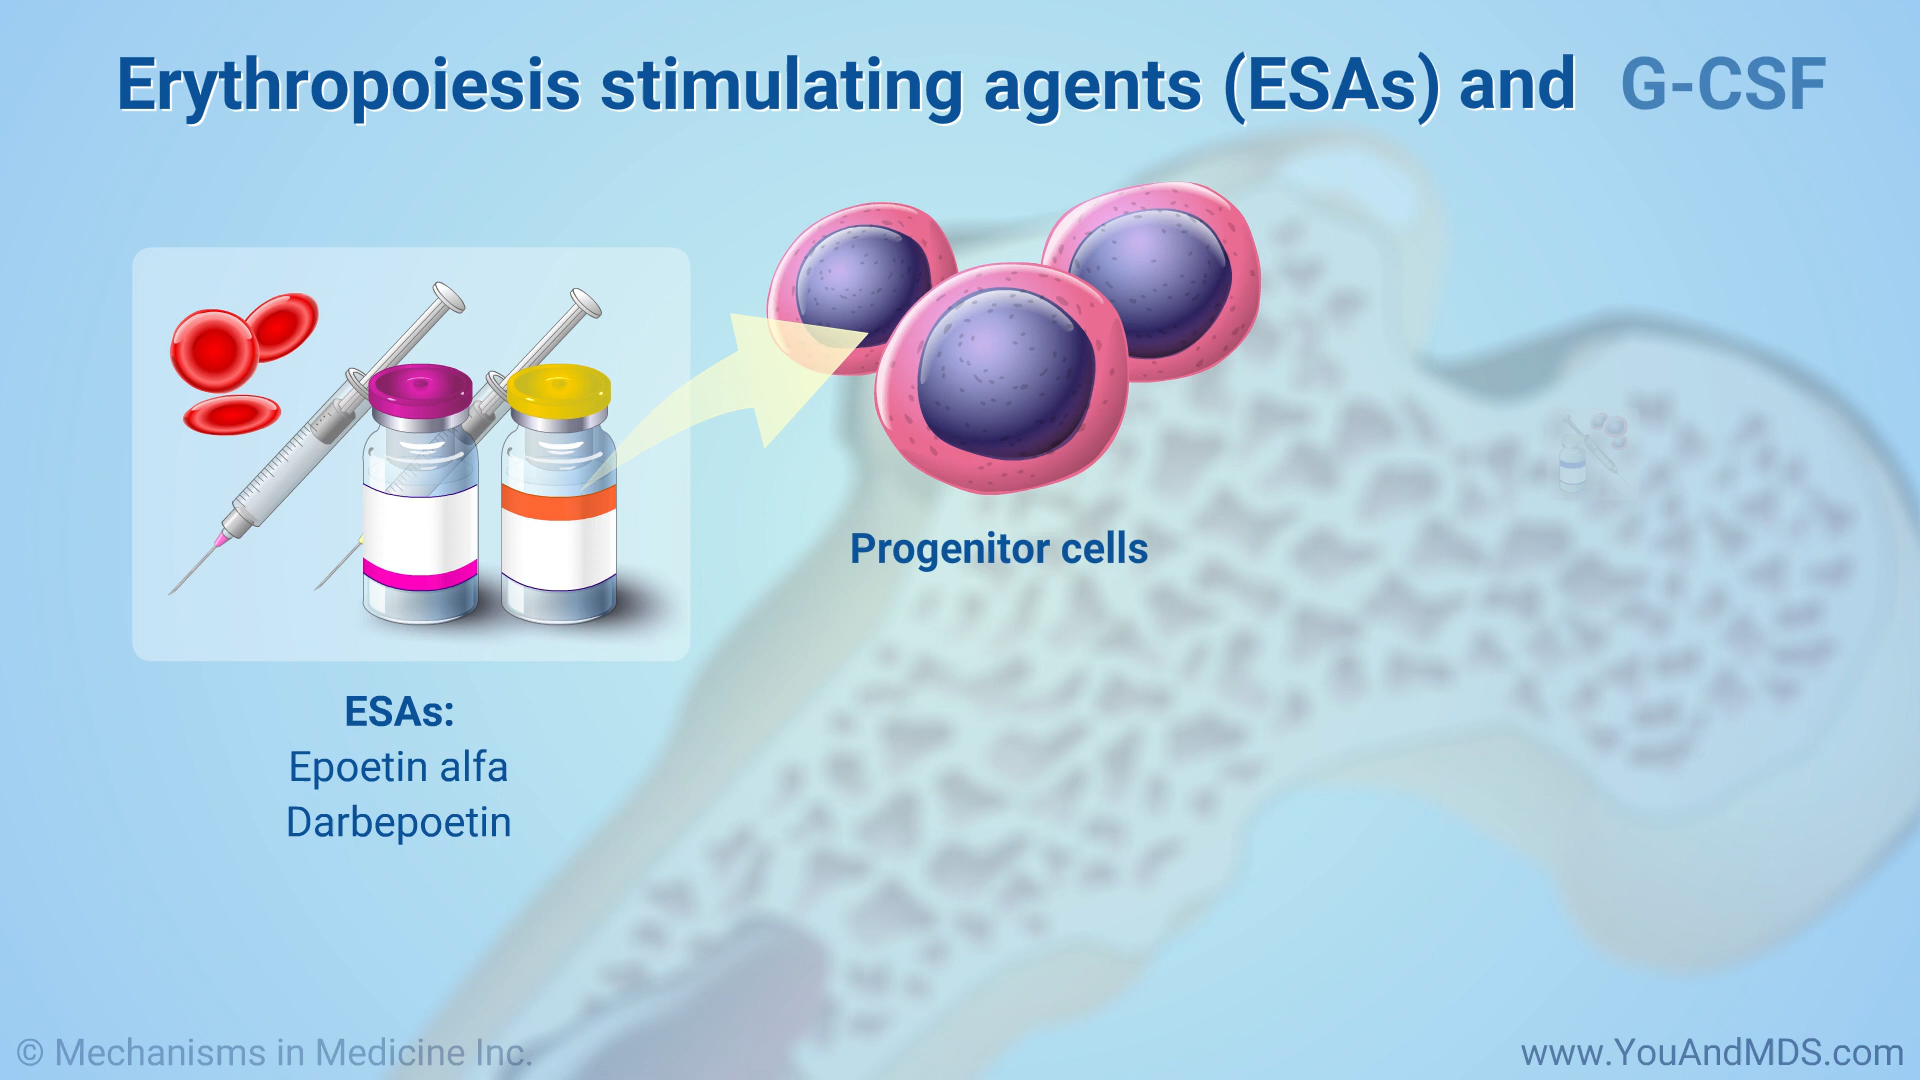 Erythropoiesis stimulating agents (ESAs) and G-CSF
Progenitor cells
ESAs:
Epoetin alfa
Darbepoetin
© Mechanisms in Medicine Inc.
www.YouAndMDS.com